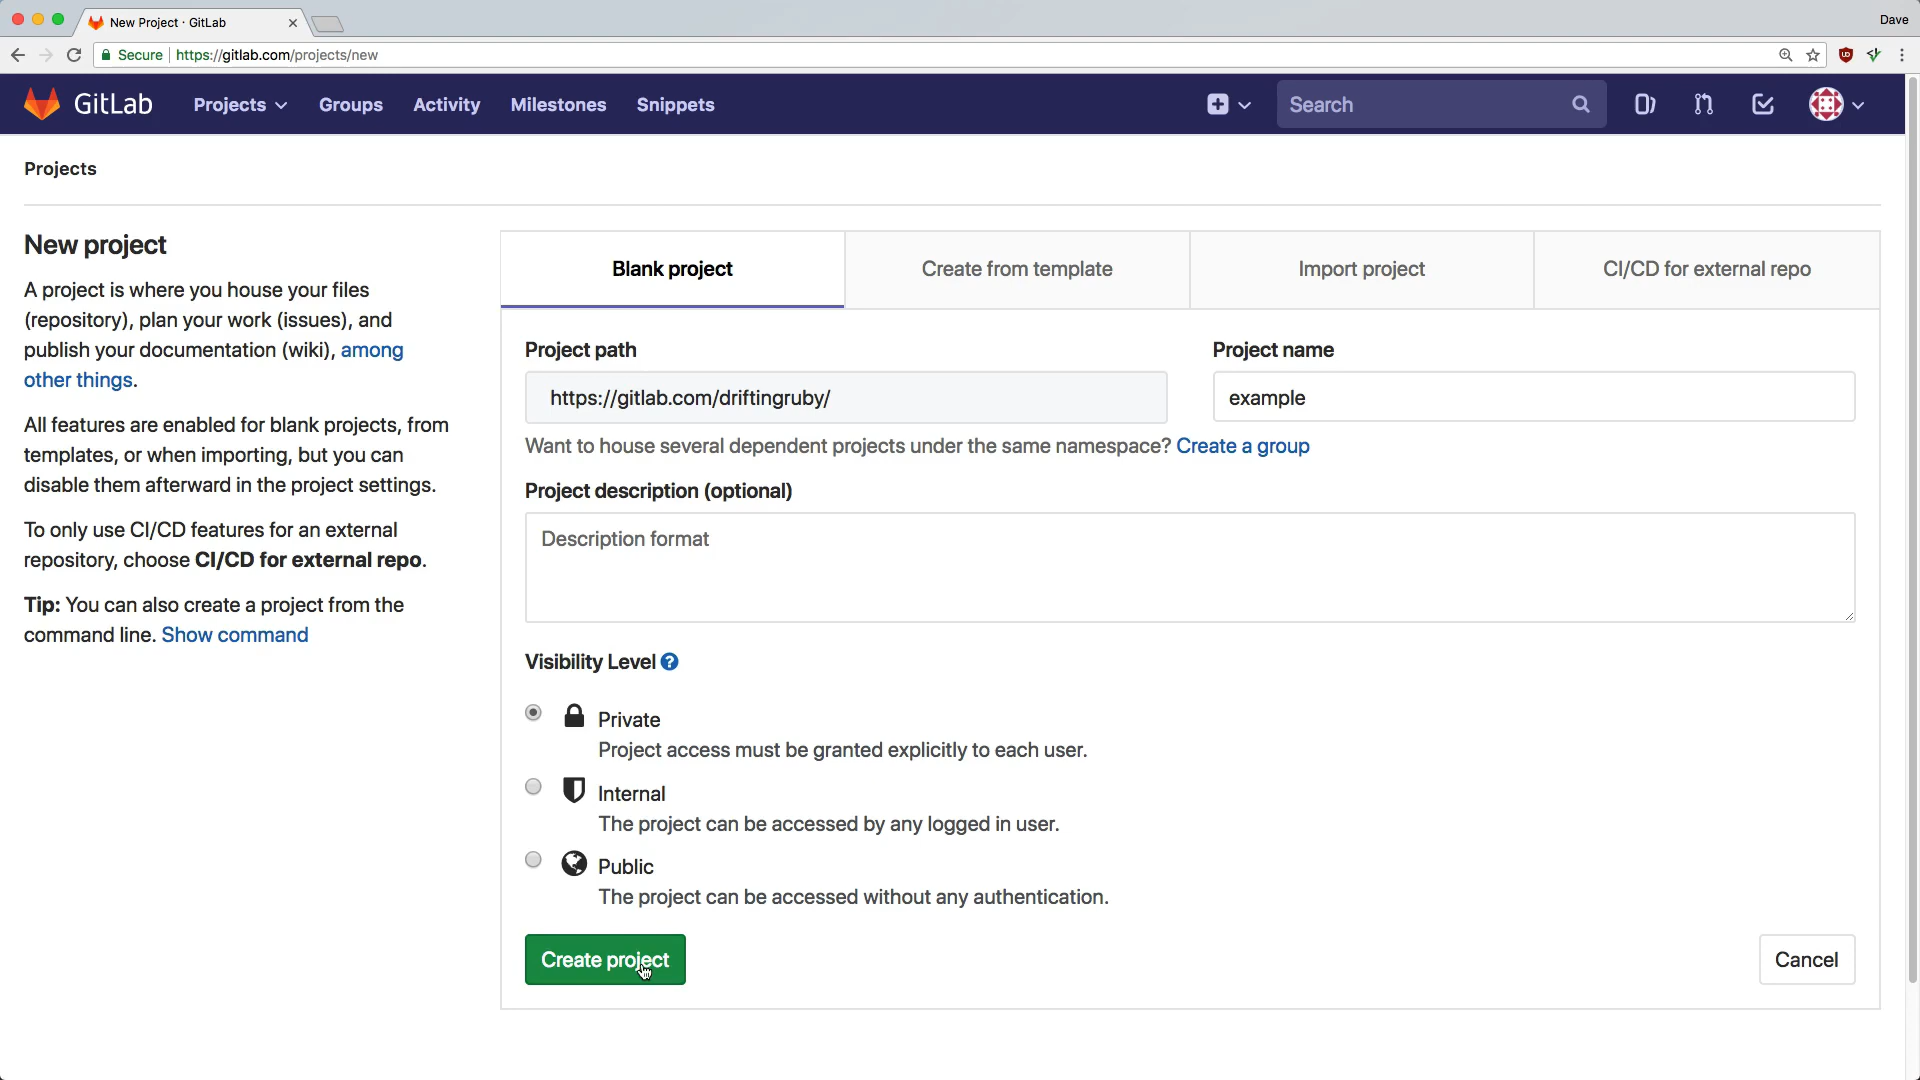 New Project · GitLab
Dave
Secure
https://gitlab.com/projects/new
GitLab
Projects
Groups
Activity
Milestones
Snippets
Search
Projects
New project
A project is where you house your files
(repository), plan your work (issues), and
publish your documentation (wiki), among
other things.
All features are enabled for blank projects, from
templates, or when importing, but you can
disable them afterward in the project settings.
To only use CI/CD features for an external
repository, choose CI/CD for external repo.
Tip: You can also create a project from the
command line. Show command
Blank project
Create from template
Import project
CI/CD for external repo
Project path
Project name
https://gitlab.com/driftingruby/
example
Want to house several dependent projects under the same namespace? Create a group
Project description (optional)
Description format
Visibility Level
Private
Project access must be granted explicitly to each user.
Internal
The project can be accessed by any logged in user.
Public
The project can be accessed without any authentication.
Create project
Cancel